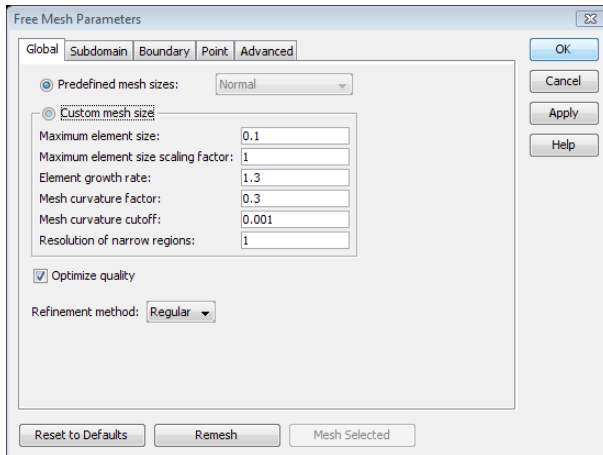 Free Mesh Parameters
Global Subdomain Boundary Point Advanced
Predefined mesh sizes: Normal
Custom mesh size
Maximum element size: 0.1
Maximum element size scaling factor: 1
Element growth rate: 1.3
Mesh curvature factor: 0.3
Mesh curvature cutoff: 0.001
Resolution of narrow regions: 1
Optimize quality
Refinement method: Regular
OK
Cancel
Apply
Help
Reset to Defaults Remesh Mesh Selected